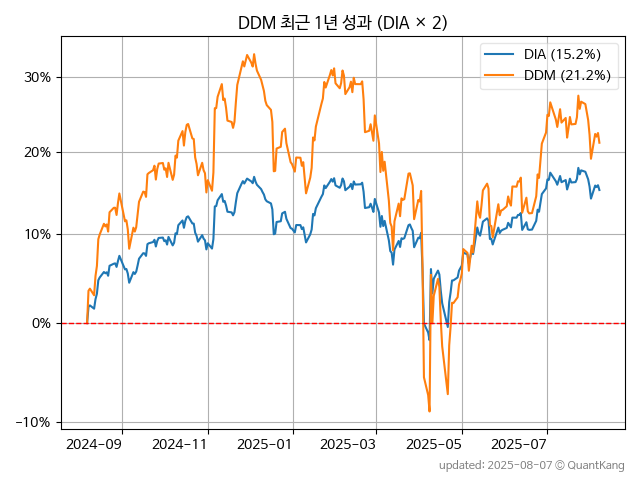 DDM 최근 1년 성과 (DIA × 2)
DIA (15.2%)
DDM (21.2%)
30%
20%
10%
0%
−10%
2024-09 2024-11 2025-01 2025-03 2025-05 2025-07
updated: 2025-08-07 © QuantKang